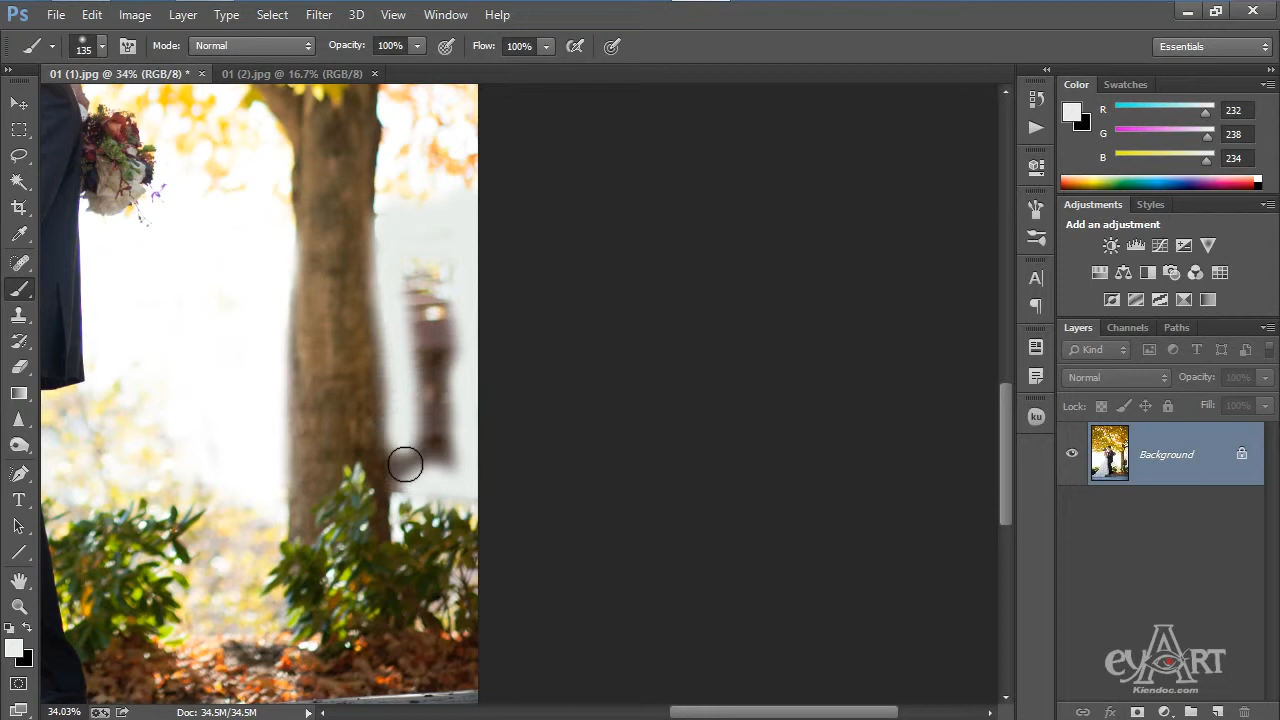 Ps File Edit Image Layer Type Select Filter 3D View Window Help
135 Mode: Normal Opacity: 100% Flow: 100% Essentials
01 (1).jpg @ 34% (RGB/8) * × 01 (2).jpg @ 16.7% (RGB/8) ×
Color Swatches
R 232
G 238
B 234
Adjustments Styles
Add an adjustment
Layers Channels Paths
Kind
Normal Opacity: 100%
Lock: Fill: 100%
Background
ku
eyART
Kiendoc.com
34.03% Doc: 34.5M/34.5M